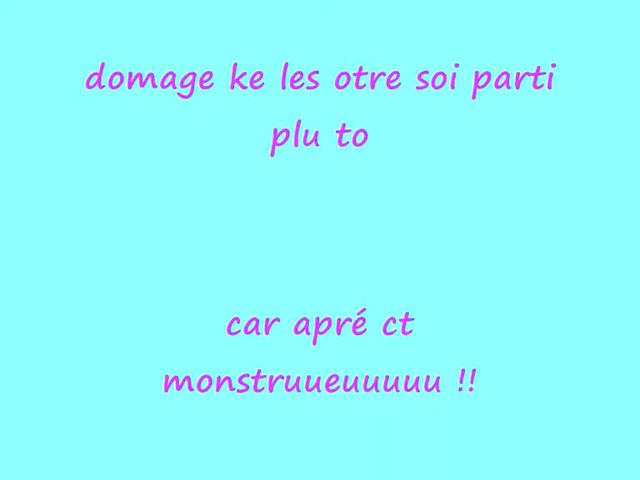 domage ke les otre soi parti
plu to
car apré ct
monstruueuuuuu !!